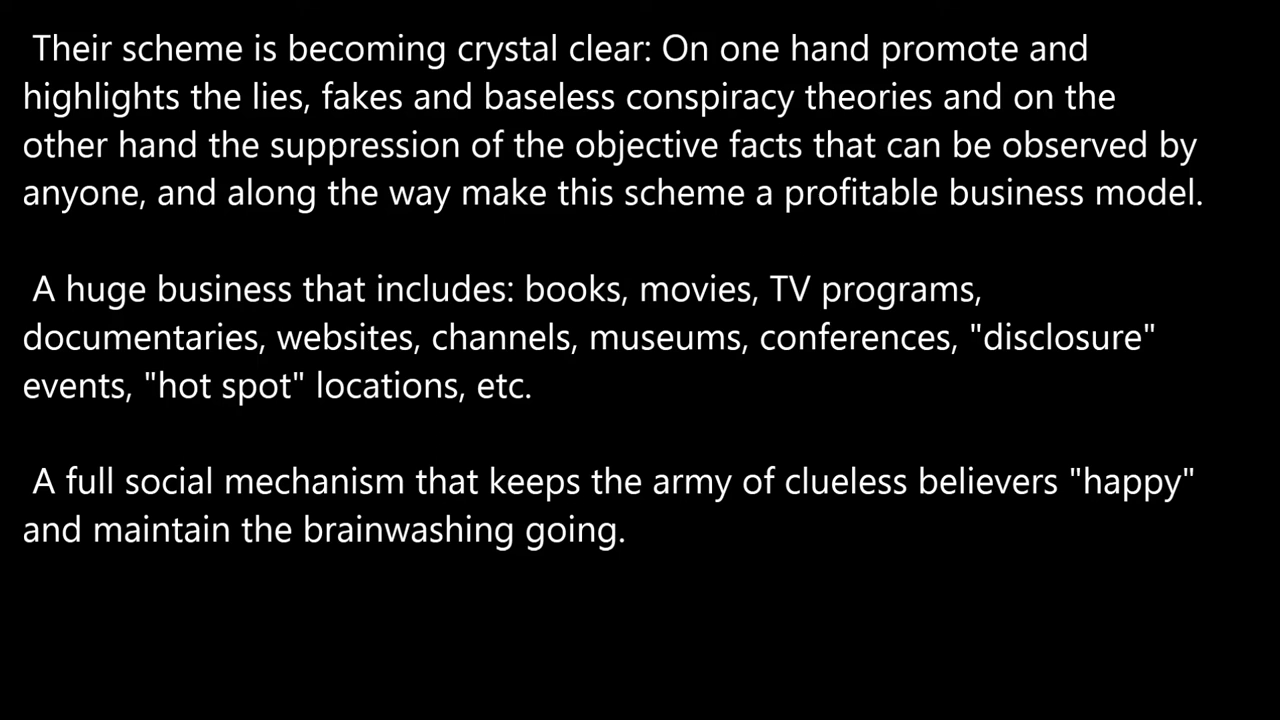 Their scheme is becoming crystal clear: On one hand promote and
highlights the lies, fakes and baseless conspiracy theories and on the
other hand the suppression of the objective facts that can be observed by
anyone, and along the way make this scheme a profitable business model.
A huge business that includes: books, movies, TV programs,
documentaries, websites, channels, museums, conferences, "disclosure"
events, "hot spot" locations, etc.
A full social mechanism that keeps the army of clueless believers "happy"
and maintain the brainwashing going.